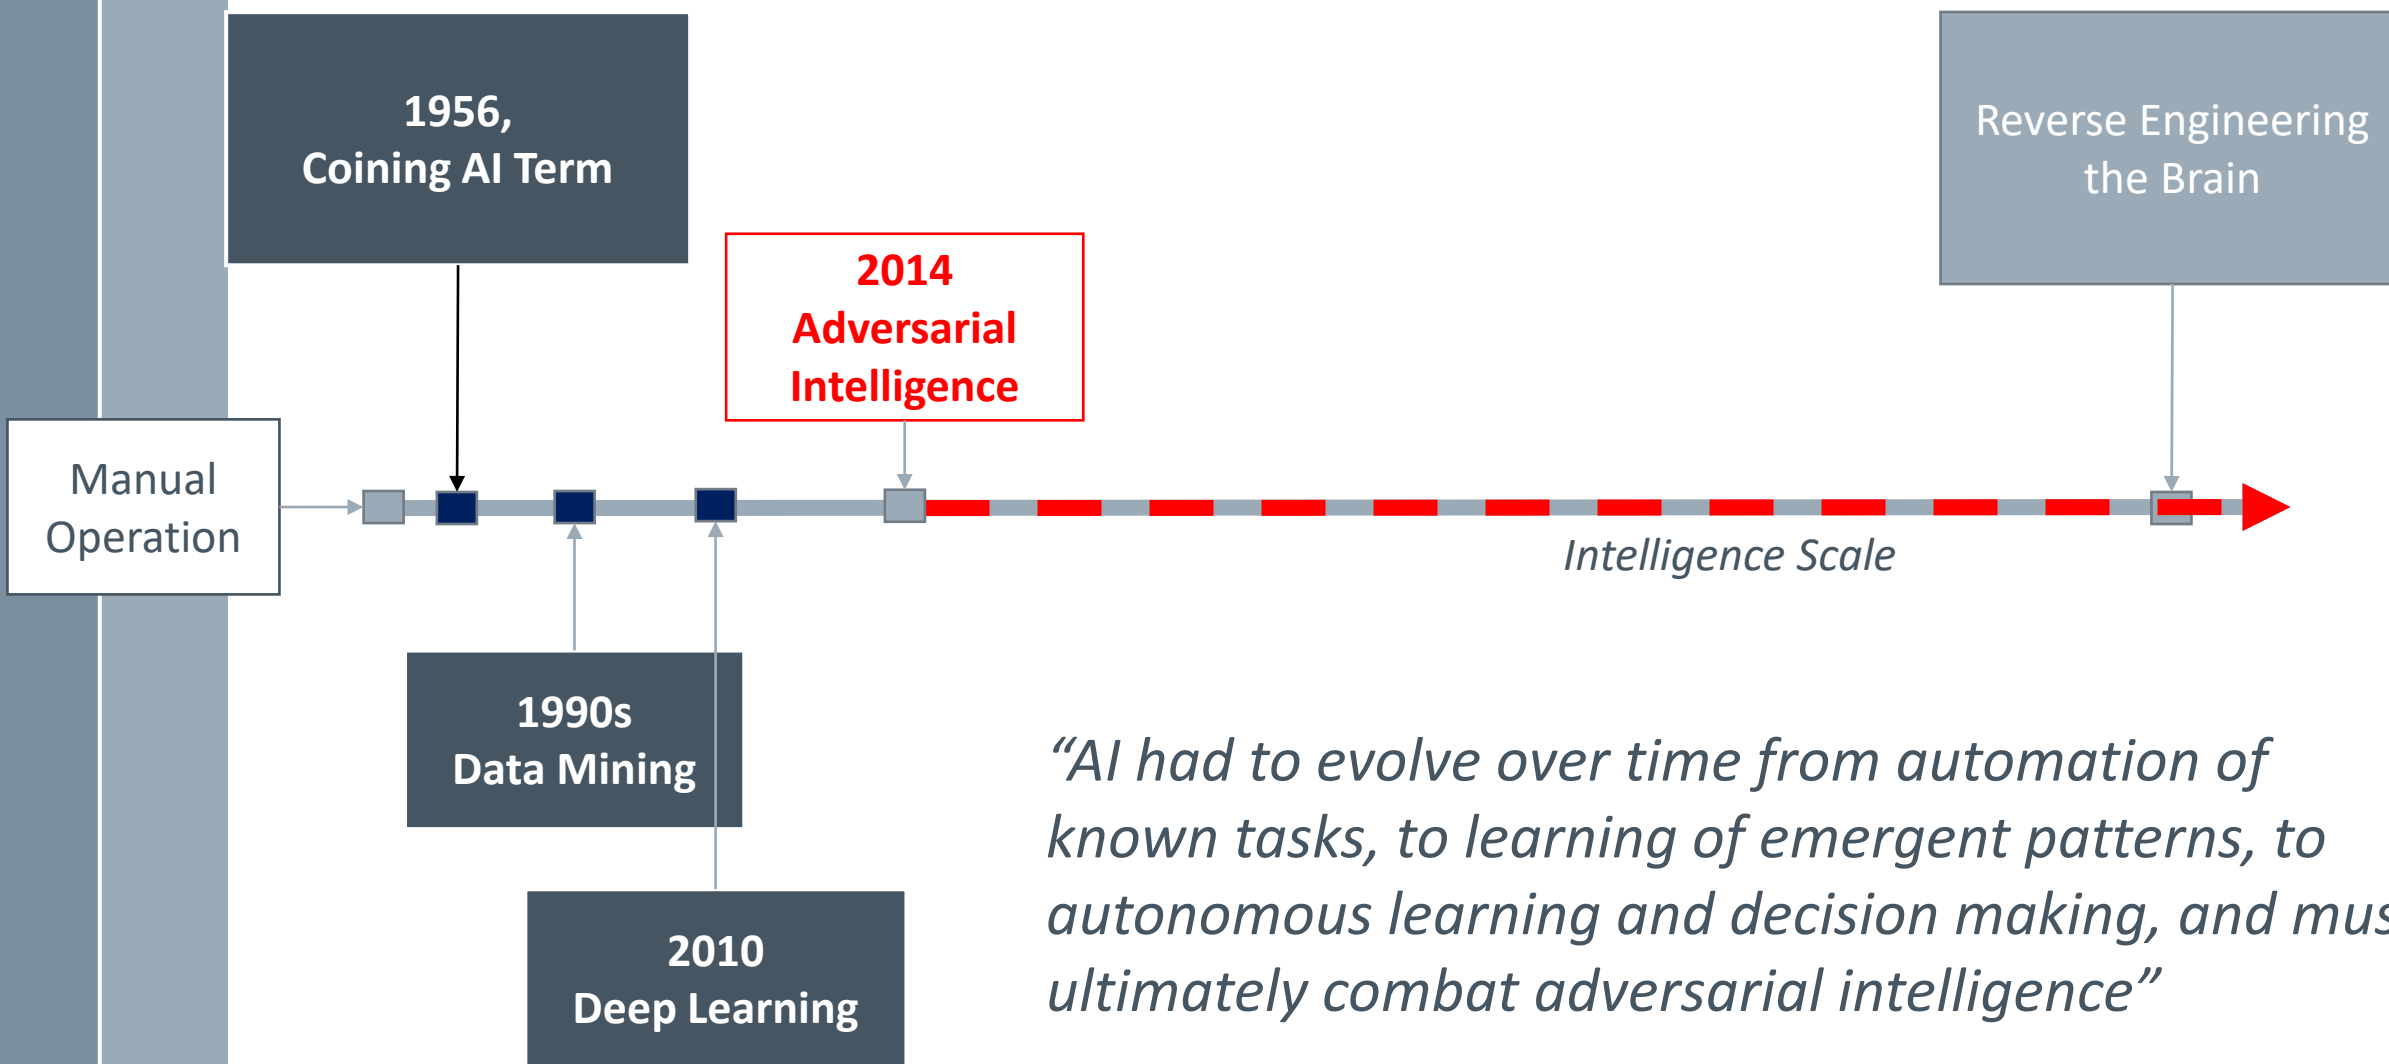 1956,
Coining AI Term
Reverse Engineering
the Brain
2014
Adversarial
Intelligence
Manual
Operation
Intelligence Scale
1990s
Data Mining
2010
Deep Learning
“AI had to evolve over time from automation of
known tasks, to learning of emergent patterns, to
autonomous learning and decision making, and mus
ultimately combat adversarial intelligence”